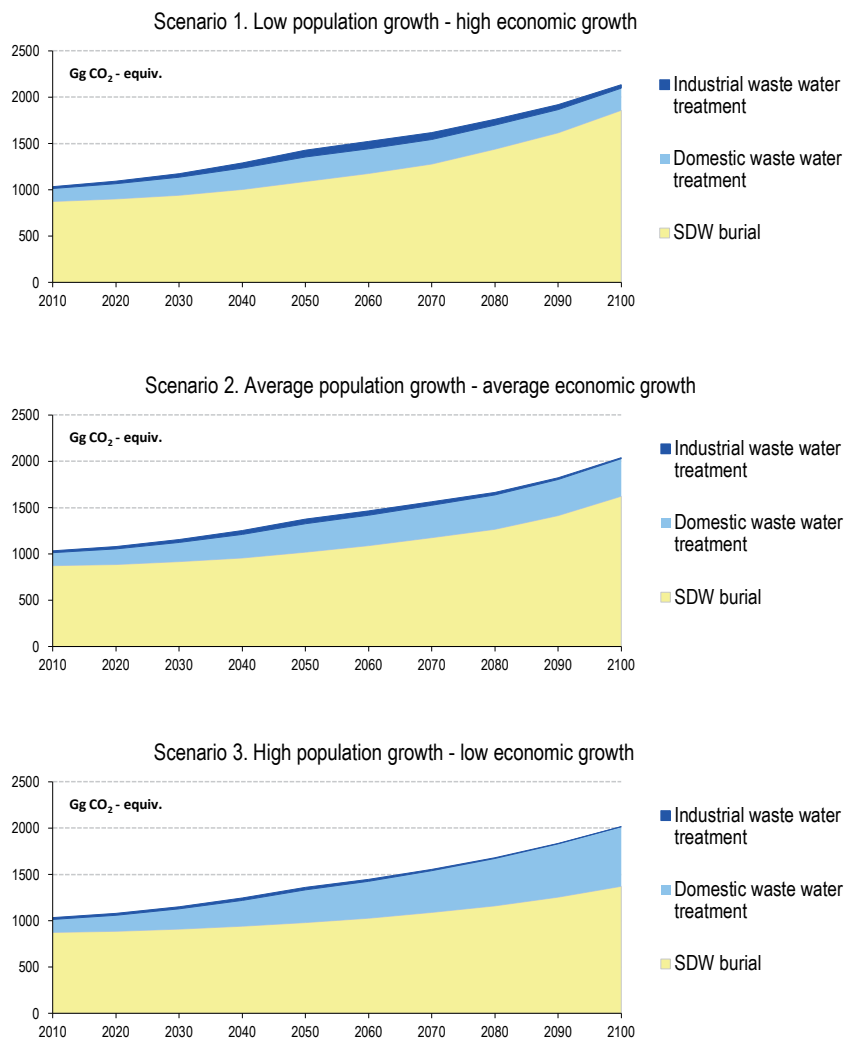 Scenario 1. Low population growth - high economic growth
2500
Gg CO₂ - equiv.
2000
1500
1000
500
0
2010 2020 2030 2040 2050 2060 2070 2080 2090 2100
Industrial waste water
treatment
Domestic waste water
treatment
SDW burial
Scenario 2. Average population growth - average economic growth
2500
Gg CO₂ - equiv.
2000
1500
1000
500
0
2010 2020 2030 2040 2050 2060 2070 2080 2090 2100
Industrial waste water
treatment
Domestic waste water
treatment
SDW burial
Scenario 3. High population growth - low economic growth
2500
Gg CO₂ - equiv.
2000
1500
1000
500
0
2010 2020 2030 2040 2050 2060 2070 2080 2090 2100
Industrial waste water
treatment
Domestic waste water
treatment
SDW burial